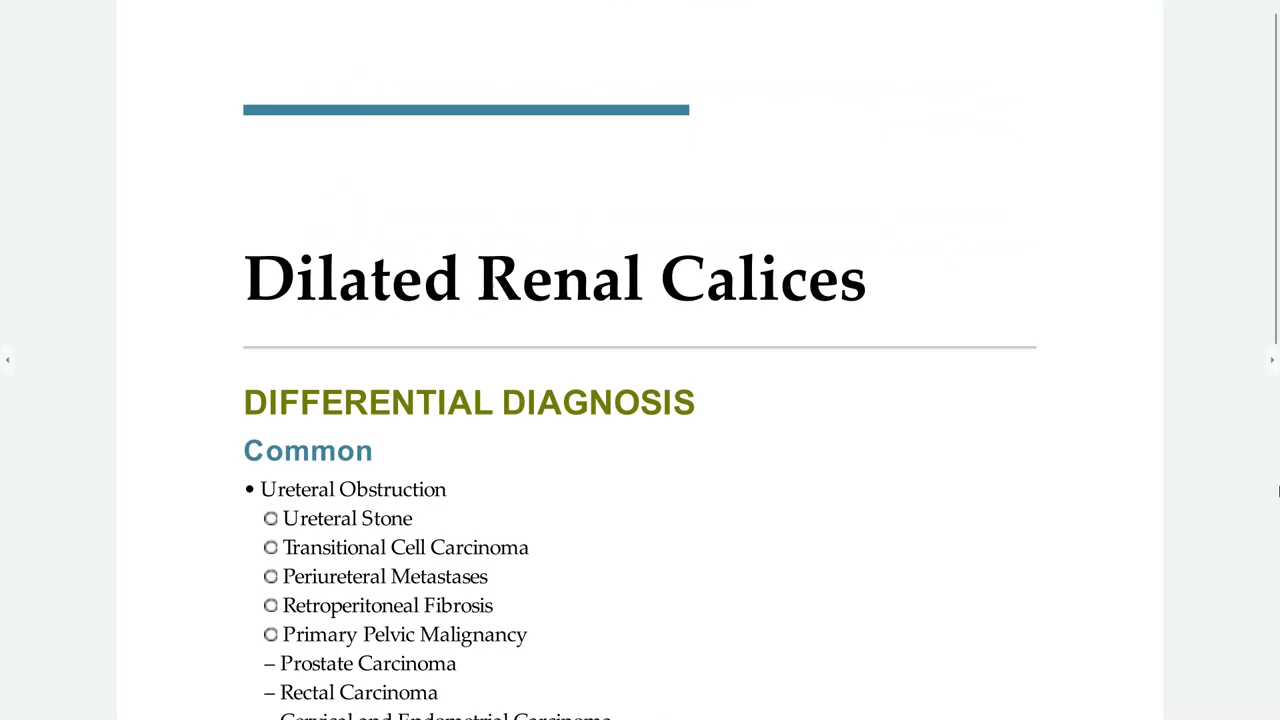 Dilated Renal Calices
DIFFERENTIAL DIAGNOSIS
Common
• Ureteral Obstruction
○ Ureteral Stone
○ Transitional Cell Carcinoma
○ Periureteral Metastases
○ Retroperitoneal Fibrosis
○ Primary Pelvic Malignancy
– Prostate Carcinoma
– Rectal Carcinoma
Cervical and Endometrial Carcinoma